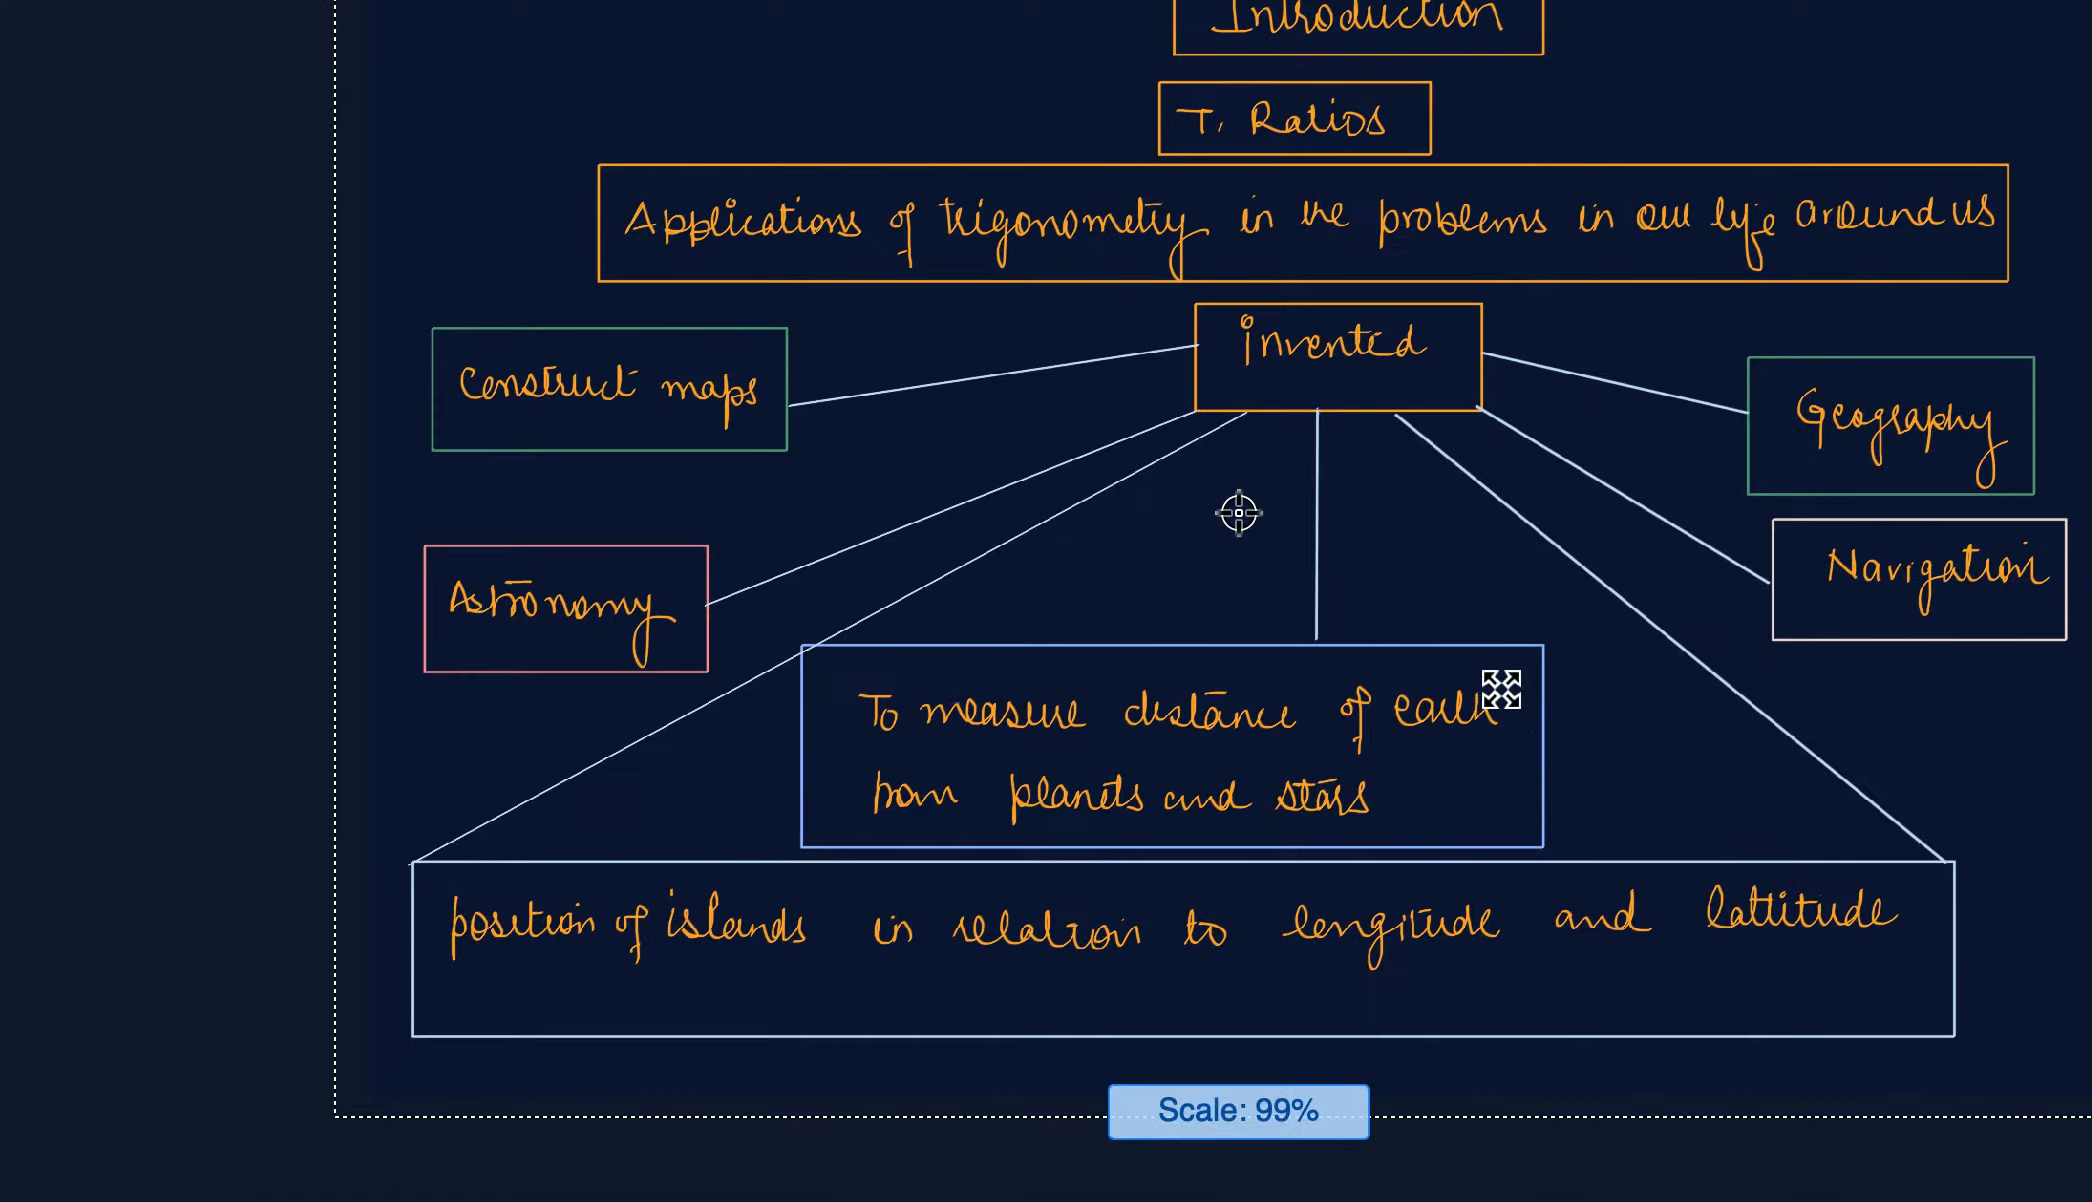 Introduction
T. Ratios
Applications of trigonometry in the problems in our life around us
invented
Construct maps
Geography
Astronomy
Navigation
To measure distance of earth
from planets and stars
position of islands in relation to longitude and lattitude
Scale: 99%